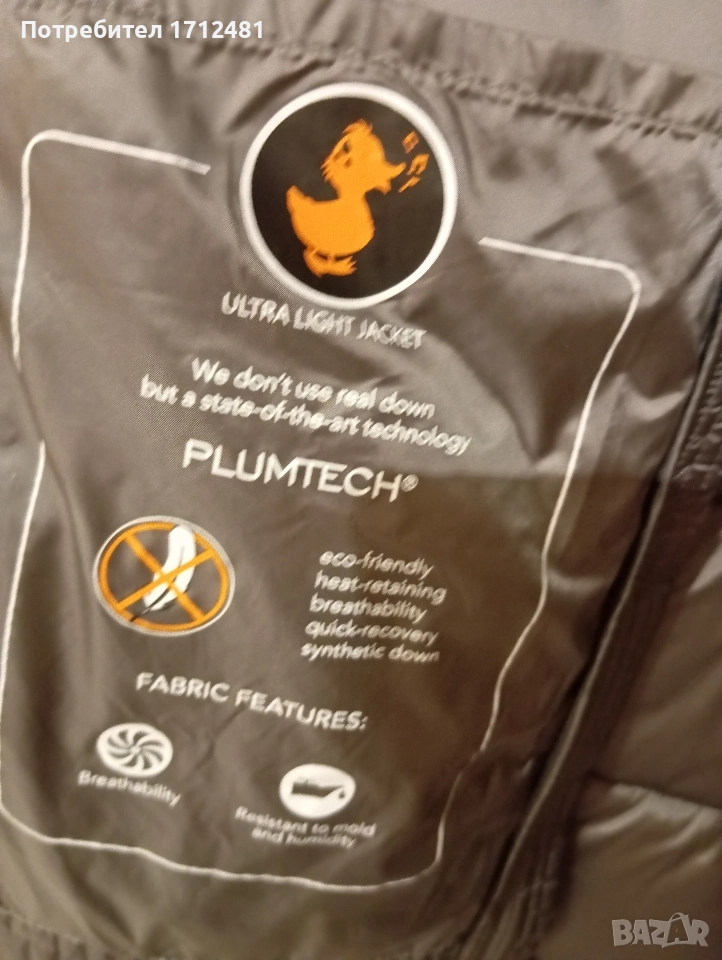 Потребител 1712481
ULTRA LIGHT JACKET
We don't use real down
but a state-of-the-art technology
PLUMTECH®
eco-friendly
heat-retaining
breathability
quick-recovery
synthetic down
FABRIC FEATURES:
Breathability
Resistant to mold
and humidity
BAZAR